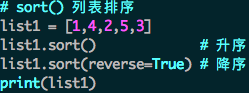 # sort() 列表排序
list1 = [1,4,2,5,3]
list1.sort() # 升序
list1.sort(reverse=True) # 降序
print(list1)